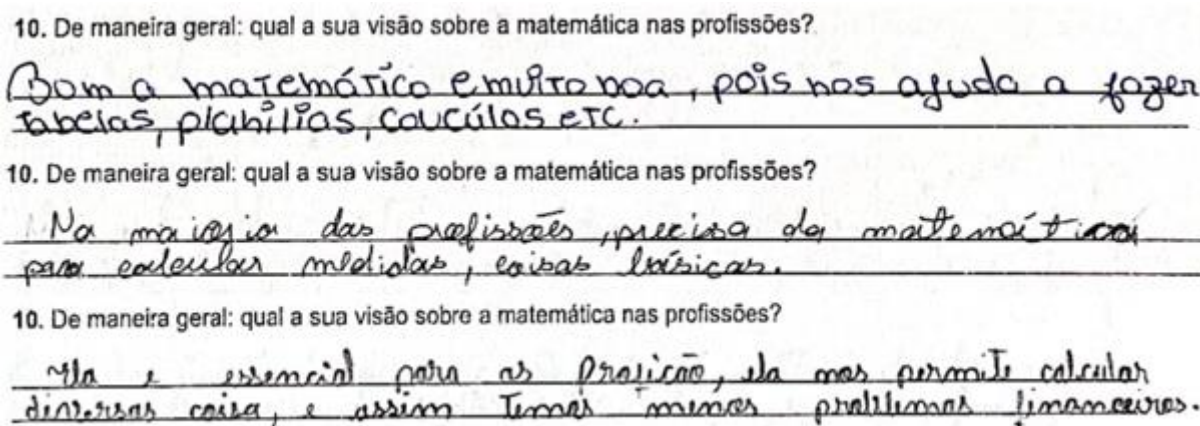 10. De maneira geral: qual a sua visão sobre a matemática nas profissões?
Bom a matemática e muito boa, pois nos ajuda a fazer
tabelas, planilias, caucúlos etc.
10. De maneira geral: qual a sua visão sobre a matemática nas profissões?
Na maioria das profissões, precisa da matemática
para calcular medidas, coisas básicas.
10. De maneira geral: qual a sua visão sobre a matemática nas profissões?
Ela e essencial para as profição, ela nos permite calcular
diversas coisa, e assim temos menos problemas financeiros.